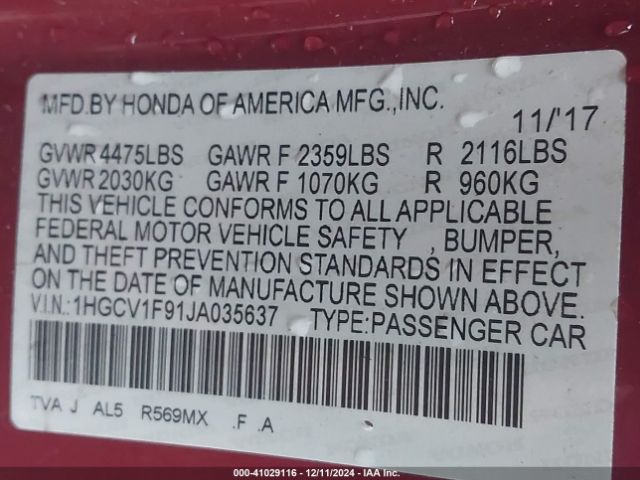 MFD.BY HONDA OF AMERICA MFG.,INC.
11/'17
GVWR 4475LBS GAWR F 2359LBS R 2116LBS
GVWR 2030KG GAWR F 1070KG R 960KG
THIS VEHICLE CONFORMS TO ALL APPLICABLE
FEDERAL MOTOR VEHICLE SAFETY , BUMPER,
AND THEFT PREVENTION STANDARDS IN EFFECT
ON THE DATE OF MANUFACTURE SHOWN ABOVE.
V.I.N.:1HGCV1F91JA035637 TYPE:PASSENGER CAR
TVA J AL5 R569MX .F .A
000-41029116 - 12/11/2024 - IAA Inc.